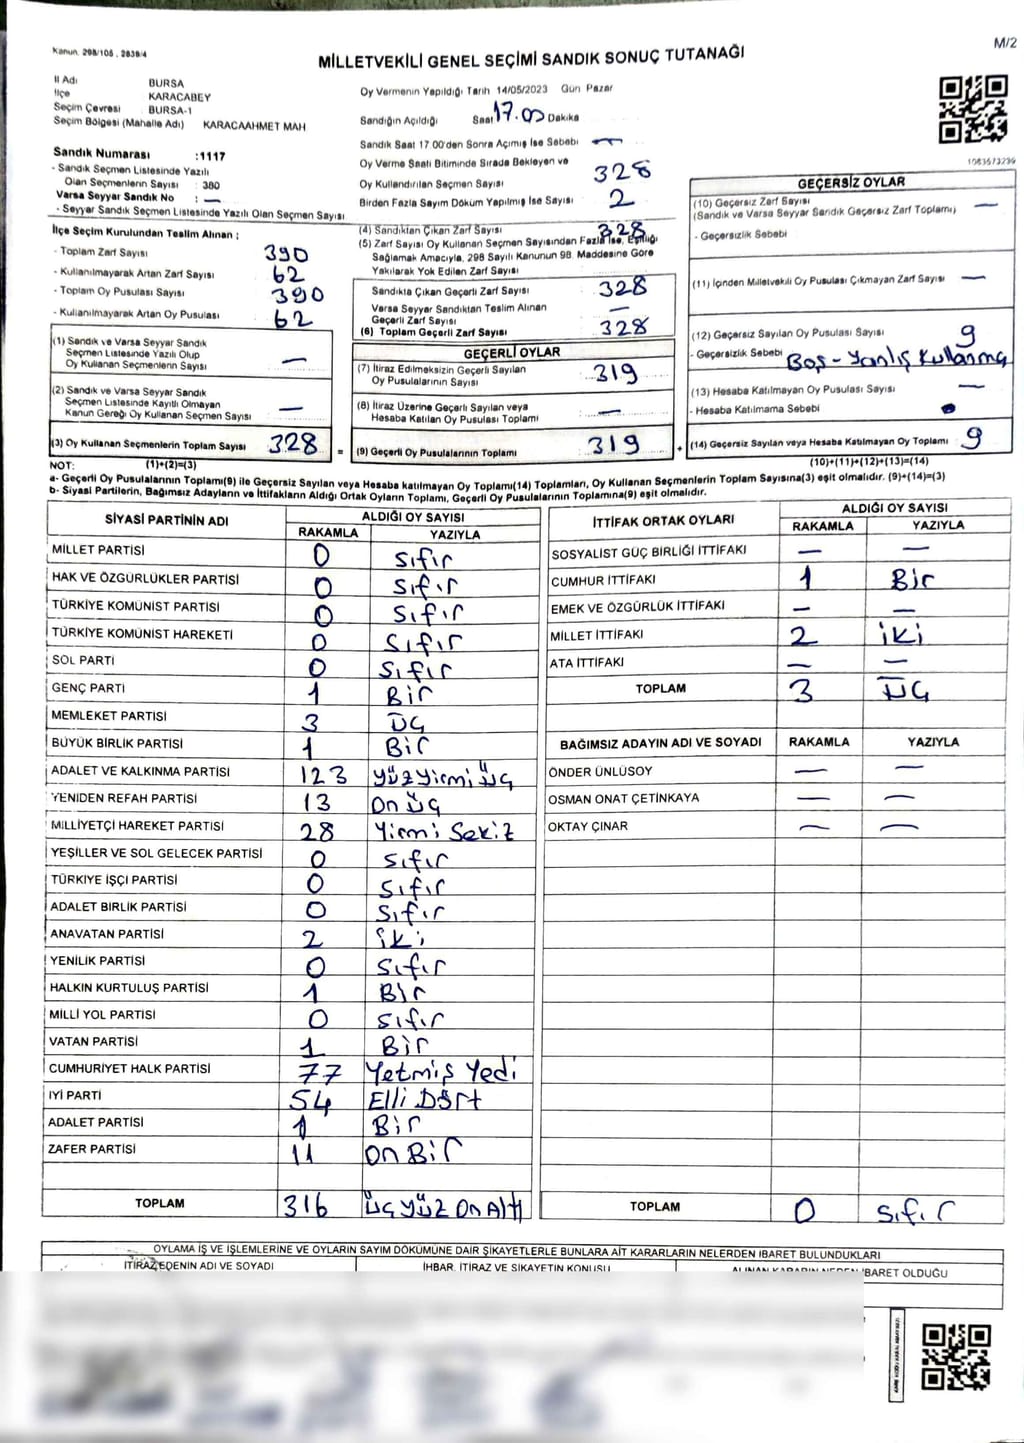 Kanun. 298/105 , 2839/4
M/2
MİLLETVEKİLİ GENEL SEÇİMİ SANDIK SONUÇ TUTANAĞI
İl Adı BURSA
İlçe KARACABEY
Seçim Çevresi BURSA-1
Seçim Bölgesi (Mahalle Adı) KARACAAHMET MAH
Sandık Numarası :1117
- Sandık Seçmen Listesinde Yazılı
Olan Seçmenlerin Sayısı : 380
Varsa Seyyar Sandık No : —
- Seyyar Sandık Seçmen Listesinde Yazılı Olan Seçmen Sayısı
Oy Vermenin Yapıldığı Tarih 14/05/2023 Gün Pazar
Sandığın Açıldığı Saat 17.00 Dakika
Sandık Saat 17:00'den Sonra Açımış İse Sebebi —
Oy Verme Saati Bitiminde Sırada Bekleyen ve
Oy Kullandırılan Seçmen Sayısı 328
Birden Fazla Sayım Döküm Yapılmış İse Sayısı 2
İlçe Seçim Kurulundan Teslim Alınan ;
- Toplam Zarf Sayısı 390
- Kullanılmayarak Artan Zarf Sayısı 62
- Toplam Oy Pusulası Sayısı 390
- Kullanılmayarak Artan Oy Pusulası 62
(1) Sandık ve Varsa Seyyar Sandık
Seçmen Listesinde Yazılı Olup
Oy Kullanan Seçmenlerin Sayısı —
(2) Sandık ve Varsa Seyyar Sandık
Seçmen Listesinde Kayıtlı Olmayan
Kanun Gereği Oy Kullanan Seçmen Sayısı —
(3) Oy Kullanan Seçmenlerin Toplam Sayısı 328
(4) Sandıktan Çıkan Zarf Sayısı 328
(5) Zarf Sayısı Oy Kullanan Seçmen Sayısından Fazla İse, Eşitliği
Sağlamak Amacıyla, 298 Sayılı Kanunun 98. Maddesine Göre
Yakılarak Yok Edilen Zarf Sayısı
Sandıkta Çıkan Geçerli Zarf Sayısı 328
Varsa Seyyar Sandıktan Teslim Alınan
Geçerli Zarf Sayısı —
(6) Toplam Geçerli Zarf Sayısı 328
GEÇERLİ OYLAR
(7) İtiraz Edilmeksizin Geçerli Sayılan
Oy Pusulalarının Sayısı 319
(8) İtiraz Üzerine Geçerli Sayılan veya
Hesaba Katılan Oy Pusulası Toplamı —
= (9) Geçerli Oy Pusulalarının Toplamı 319
1083573239
GEÇERSİZ OYLAR
(10) Geçersiz Zarf Sayısı —
(Sandık ve Varsa Seyyar Sandık Geçersiz Zarf Toplamı)
- Geçersizlik Sebebi
(11) İçinden Milletvekili Oy Pusulası Çıkmayan Zarf Sayısı —
(12) Geçersiz Sayılan Oy Pusulası Sayısı 9
- Geçersizlik Sebebi Boş - Yanlış Kullanma
(13) Hesaba Katılmayan Oy Pusulası Sayısı —
- Hesaba Katılmama Sebebi
+ (14) Geçersiz Sayılan veya Hesaba Katılmayan Oy Toplamı 9
NOT: (1)+(2)=(3) (10)+(11)+(12)+(13)=(14)
a- Geçerli Oy Pusulalarının Toplamı(9) ile Geçersiz Sayılan veya Hesaba katılmayan Oy Toplamı(14) Toplamları, Oy Kullanan Seçmenlerin Toplam Sayısına(3) eşit olmalıdır. (9)+(14)=(3)
b- Siyasi Partilerin, Bağımsız Adayların ve İttifakların Aldığı Ortak Oyların Toplamı, Geçerli Oy Pusulalarının Toplamına(9) eşit olmalıdır.
SİYASİ PARTİNİN ADI ALDIĞI OY SAYISI
RAKAMLA YAZIYLA
MİLLET PARTİSİ 0 Sıfır
HAK VE ÖZGÜRLÜKLER PARTİSİ 0 Sıfır
TÜRKİYE KOMÜNİST PARTİSİ 0 Sıfır
TÜRKİYE KOMÜNİST HAREKETİ 0 Sıfır
SOL PARTİ 0 Sıfır
GENÇ PARTİ 1 Bir
MEMLEKET PARTİSİ 3 Üç
BÜYÜK BİRLİK PARTİSİ 1 Bir
ADALET VE KALKINMA PARTİSİ 123 Yüz Yirmi Üç
YENİDEN REFAH PARTİSİ 13 On Üç
MİLLİYETÇİ HAREKET PARTİSİ 28 Yirmi Sekiz
YEŞİLLER VE SOL GELECEK PARTİSİ 0 Sıfır
TÜRKİYE İŞÇİ PARTİSİ 0 Sıfır
ADALET BİRLİK PARTİSİ 0 Sıfır
ANAVATAN PARTİSİ 2 İki
YENİLİK PARTİSİ 0 Sıfır
HALKIN KURTULUŞ PARTİSİ 1 Bir
MİLLİ YOL PARTİSİ 0 Sıfır
VATAN PARTİSİ 1 Bir
CUMHURİYET HALK PARTİSİ 77 Yetmiş Yedi
İYİ PARTİ 54 Elli Dört
ADALET PARTİSİ 1 Bir
ZAFER PARTİSİ 11 On Bir
TOPLAM 316 Üç Yüz On Altı
İTTİFAK ORTAK OYLARI ALDIĞI OY SAYISI
RAKAMLA YAZIYLA
SOSYALİST GÜÇ BİRLİĞİ İTTİFAKI — —
CUMHUR İTTİFAKI 1 Bir
EMEK VE ÖZGÜRLÜK İTTİFAKI — —
MİLLET İTTİFAKI 2 İki
ATA İTTİFAKI — —
TOPLAM 3 Üç
BAĞIMSIZ ADAYIN ADI VE SOYADI RAKAMLA YAZIYLA
ÖNDER ÜNLÜSOY — —
OSMAN ONAT ÇETİNKAYA — —
OKTAY ÇINAR — —
TOPLAM 0 Sıfır
OYLAMA İŞ VE İŞLEMLERİNE VE OYLARIN SAYIM DÖKÜMÜNE DAİR ŞİKAYETLERLE BUNLARA AİT KARARLARIN NELERDEN İBARET BULUNDUKLARI
İTİRAZ EDENİN ADI VE SOYADI İHBAR, İTİRAZ VE ŞİKAYETİN KONUSU ALINAN KARARIN NEDEN İBARET OLDUĞU